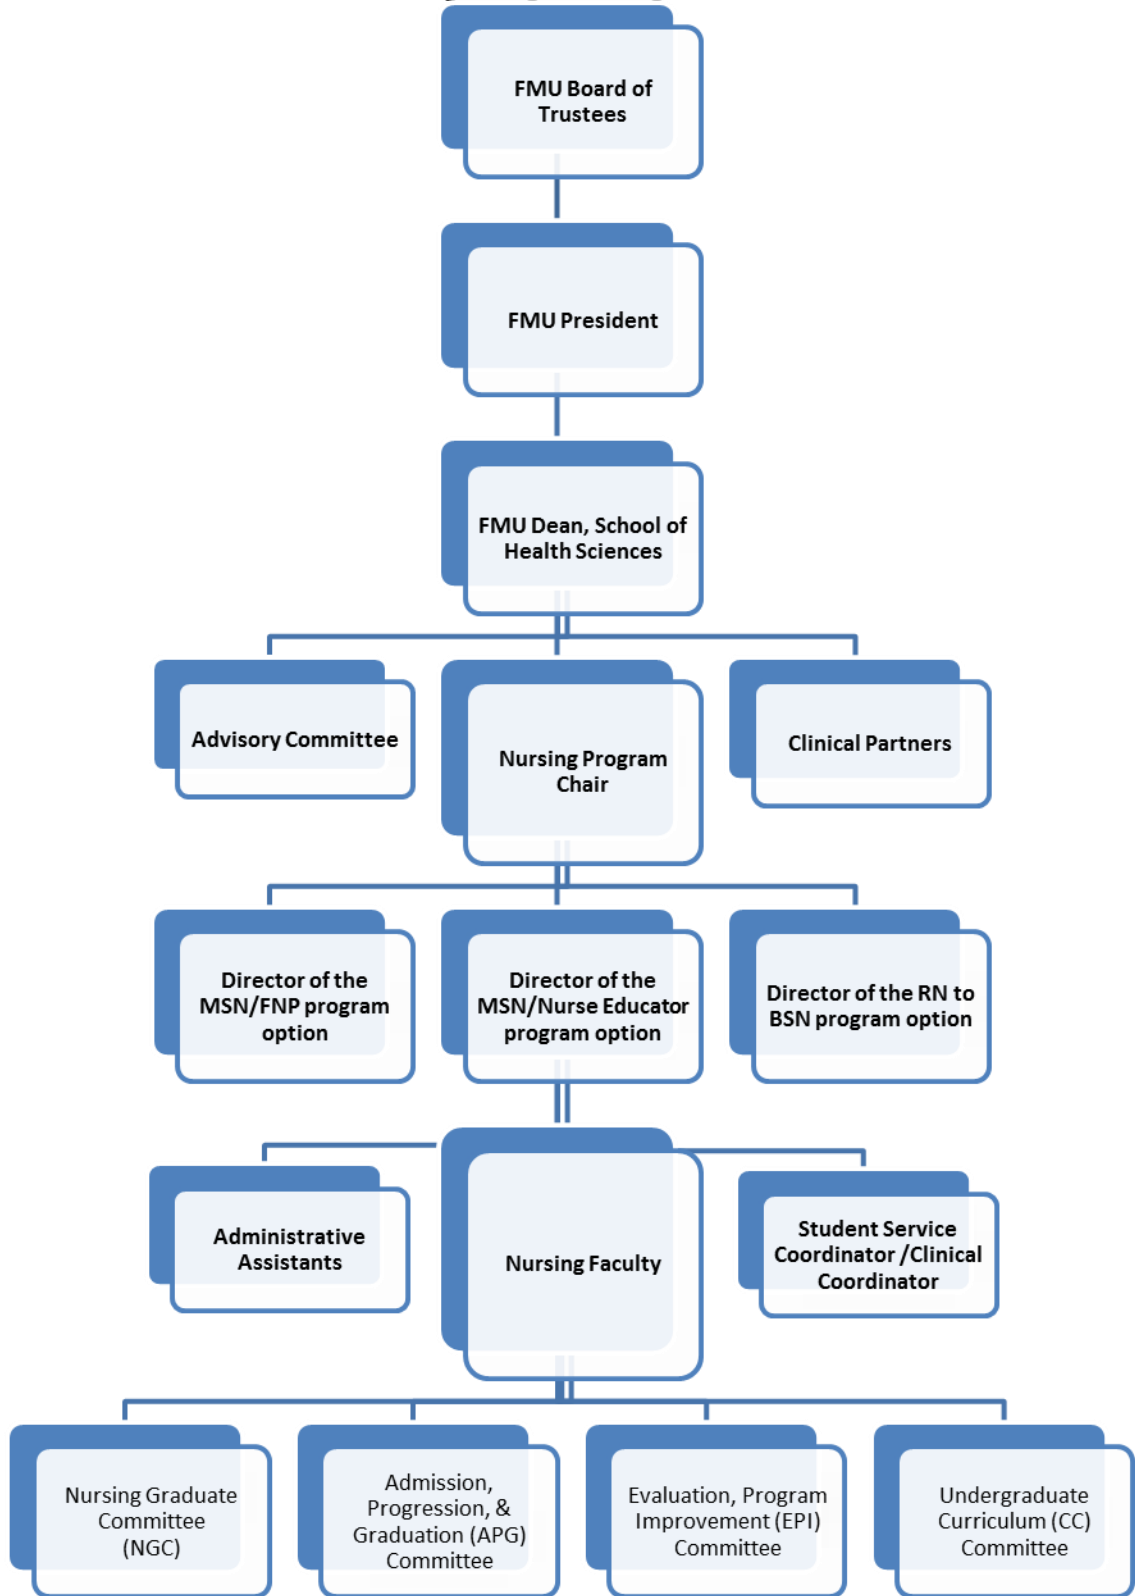 FMU Board of
Trustees
FMU President
FMU Dean, School of
Health Sciences
Advisory Committee
Nursing Program
Chair
Clinical Partners
Director of the
MSN/FNP program
option
Director of the
MSN/Nurse Educator
program option
Director of the RN to
BSN program option
Administrative
Assistants
Nursing Faculty
Student Service
Coordinator /Clinical
Coordinator
Nursing Graduate
Committee
(NGC)
Admission,
Progression, &
Graduation (APG)
Committee
Evaluation, Program
Improvement (EPI)
Committee
Undergraduate
Curriculum (CC)
Committee